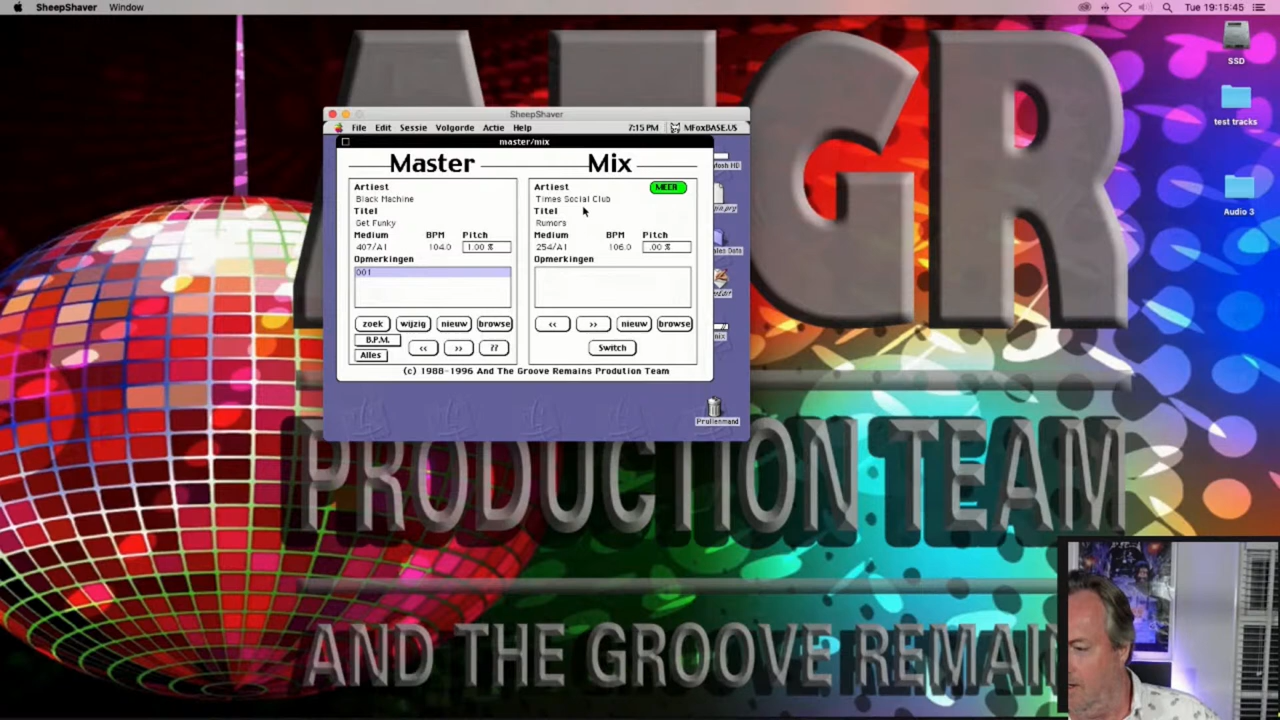 SheepShaver Window
Tue 19:15:45
ATGR
SSD
test tracks
Audio 3
SheepShaver
File Edit Sessie Volgorde Actie Help 7:15 PM MFoxBASE.US
master/mix
Master
Artiest
Black Machine
Titel
Get Funky
Medium BPM Pitch
407/A1 104.0 1.00 %
Opmerkingen
001
zoek wijzig nieuw browse
B.P.M.
Alles << >> ??
Mix
Artiest MEER
Times Social Club
Titel
Rumors
Medium BPM Pitch
254/A1 106.0 .00 %
Opmerkingen
<< >> nieuw browse
Switch
(c) 1988-1996 And The Groove Remains Prodution Team
Prullenmand
PRODUCTION TEAM
AND THE GROOVE REMAIN